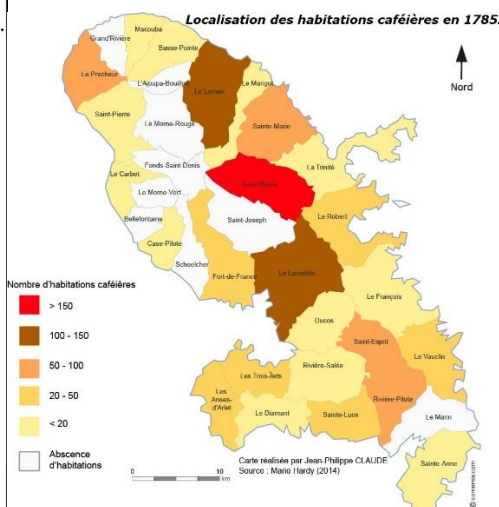 Localisation des habitations caféières en 1785.
Nord
Macouba
Grand'Rivière
Basse-Pointe
Le Precheur
L'Ajoupa-Bouillon
Le Lorrain
Le Marigot
Saint-Pierre
Le Morne-Rouge
Sainte-Marie
Fonds-Saint-Denis
La Trinité
Le Carbet
Gros-Morne
Le Morne-Vert
Le Robert
Bellefontaine
Saint-Joseph
Case-Pilote
Schoelcher
Fort-de-France
Le Lamentin
Le François
Ducos
Saint-Esprit
Le Vauclin
Rivière-Salée
Les Trois-Ilets
Les
Anses-
d'Arlet
Le Diamant
Sainte-Luce
Rivière-Pilote
Le Marin
Sainte-Anne
Nombre d'habitations caféières
> 150
100 - 150
50 - 100
20 - 50
< 20
Absence
d'habitations
0
10
km
Carte réalisée par Jean-Philippe CLAUDE
Source : Marie Hardy (2014)